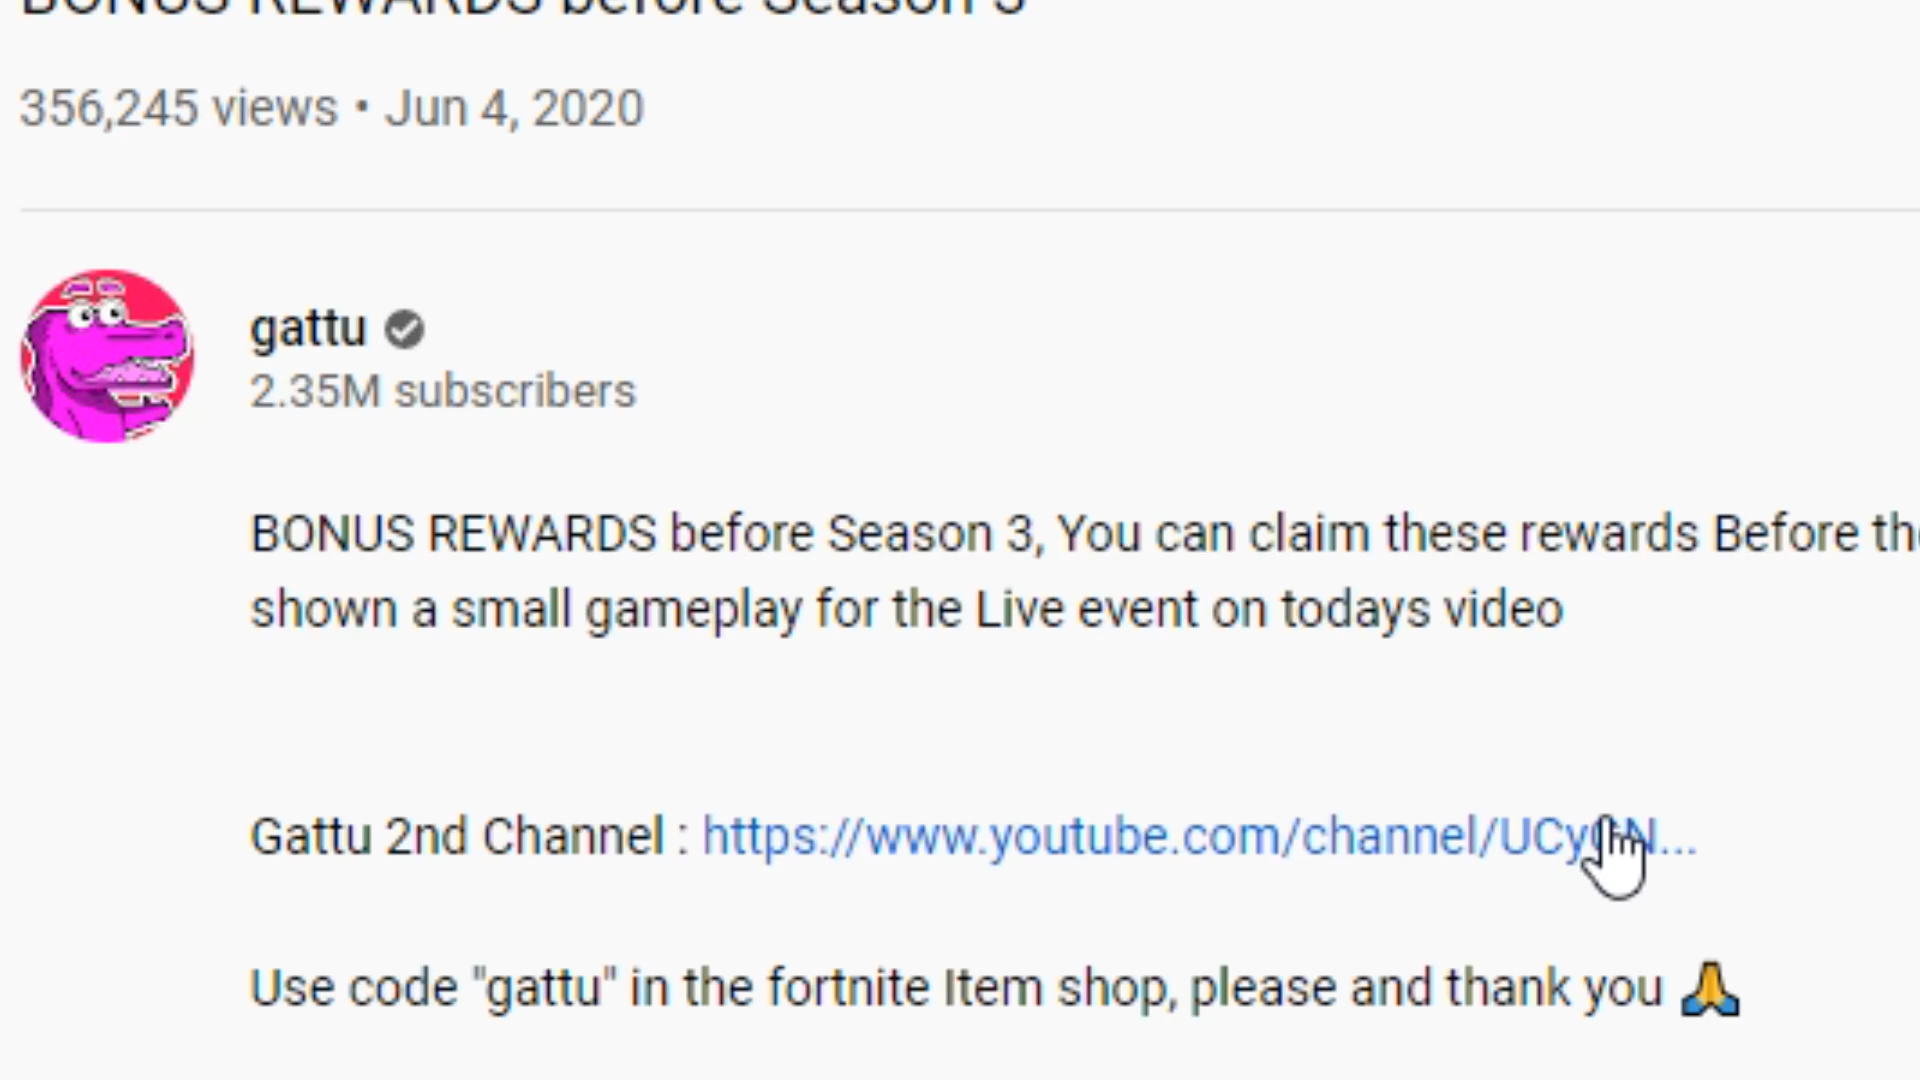 BONUS REWARDS before Season 3
356,245 views • Jun 4, 2020
gattu
2.35M subscribers
BONUS REWARDS before Season 3, You can claim these rewards Before
shown a small gameplay for the Live event on todays video
Gattu 2nd Channel : https://www.youtube.com/channel/UCyGN...
Use code "gattu" in the fortnite Item shop, please and thank you 🙏